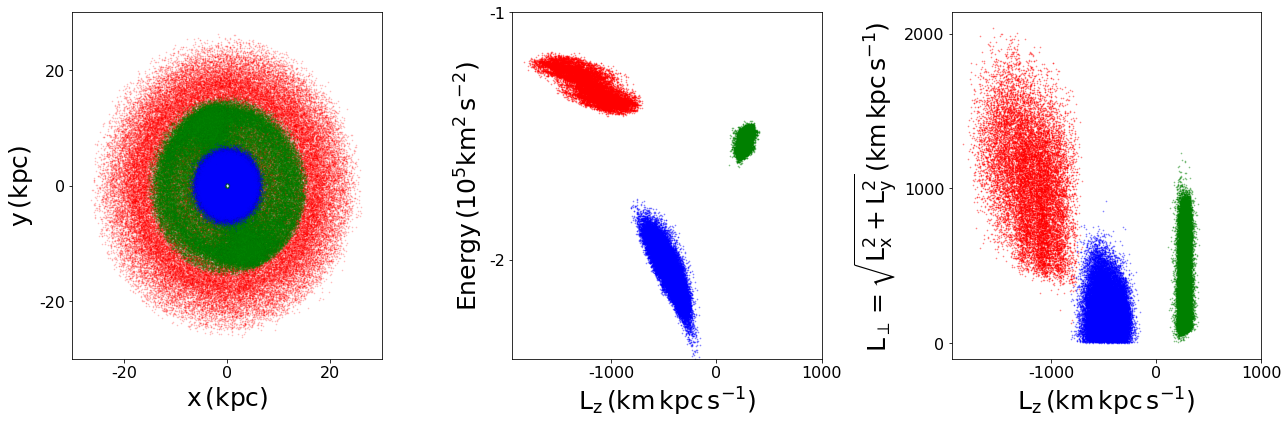 20
0
-20
y (kpc)
-20 0 20
x (kpc)
-1
-2
Energy (10⁵km² s⁻²)
-1000 0 1000
L_z (km kpc s⁻¹)
2000
1000
0
L_⊥ = √(L_x² + L_y²) (km kpc s⁻¹)
-1000 0 1000
L_z (km kpc s⁻¹)